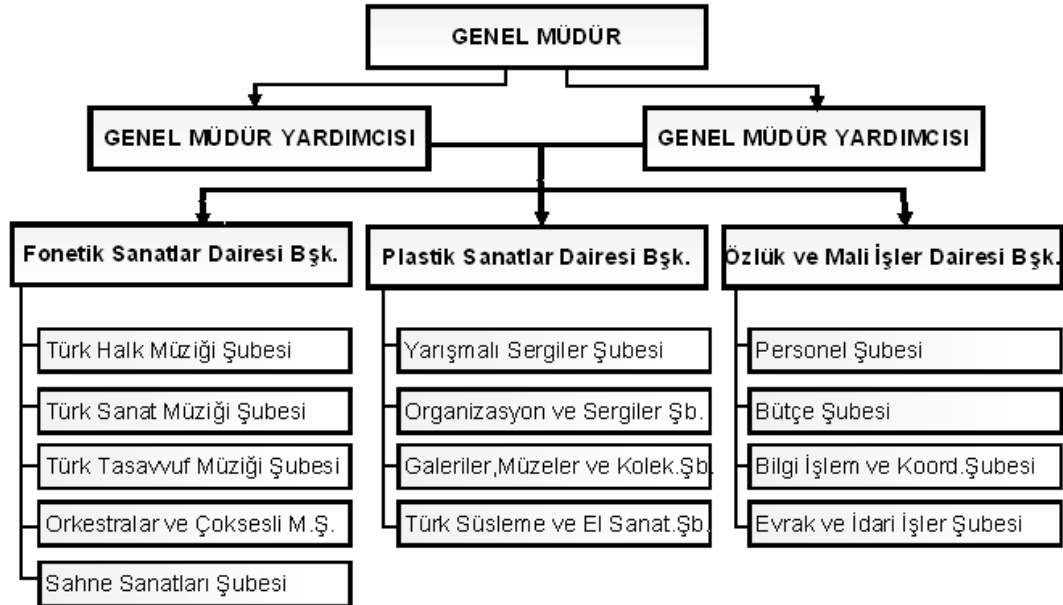 GENEL MÜDÜR
GENEL MÜDÜR YARDIMCISI
GENEL MÜDÜR YARDIMCISI
Fonetik Sanatlar Dairesi Bşk.
Türk Halk Müziği Şubesi
Türk Sanat Müziği Şubesi
Türk Tasavvuf Müziği Şubesi
Orkestralar ve Çoksesli M.Ş.
Sahne Sanatları Şubesi
Plastik Sanatlar Dairesi Bşk.
Yarışmalı Sergiler Şubesi
Organizasyon ve Sergiler Şb.
Galeriler,Müzeler ve Kolek.Şb.
Türk Süsleme ve El Sanat.Şb.
Özlük ve Mali İşler Dairesi Bşk.
Personel Şubesi
Bütçe Şubesi
Bilgi İşlem ve Koord.Şubesi
Evrak ve İdari İşler Şubesi